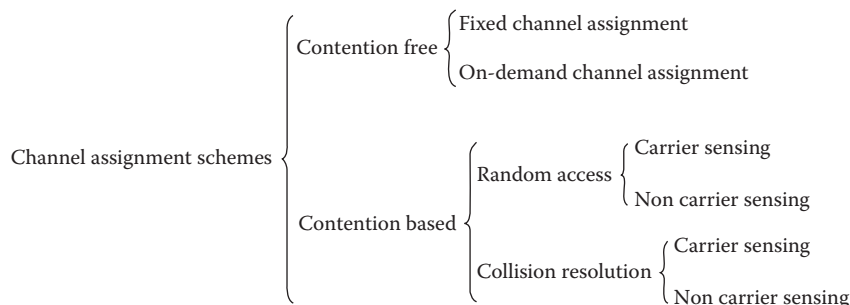 Channel assignment schemes
Contention free
Fixed channel assignment
On-demand channel assignment
Contention based
Random access
Carrier sensing
Non carrier sensing
Collision resolution
Carrier sensing
Non carrier sensing